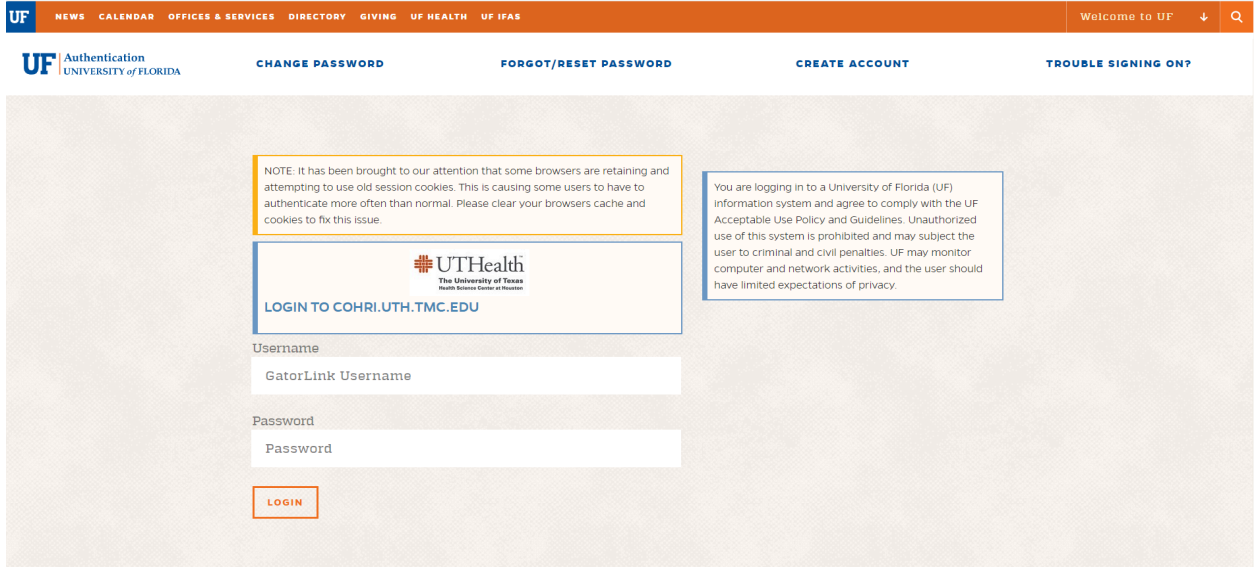 UF NEWS CALENDAR OFFICES & SERVICES DIRECTORY GIVING UF HEALTH UF IFAS Welcome to UF
UF Authentication
UNIVERSITY of FLORIDA
CHANGE PASSWORD FORGOT/RESET PASSWORD CREATE ACCOUNT TROUBLE SIGNING ON?
NOTE: It has been brought to our attention that some browsers are retaining and
attempting to use old session cookies. This is causing some users to have to
authenticate more often than normal. Please clear your browsers cache and
cookies to fix this issue.
UTHealth
The University of Texas
Health Science Center at Houston
LOGIN TO COHRI.UTH.TMC.EDU
Username
GatorLink Username
Password
Password
LOGIN
You are logging in to a University of Florida (UF)
information system and agree to comply with the UF
Acceptable Use Policy and Guidelines. Unauthorized
use of this system is prohibited and may subject the
user to criminal and civil penalties. UF may monitor
computer and network activities, and the user should
have limited expectations of privacy.